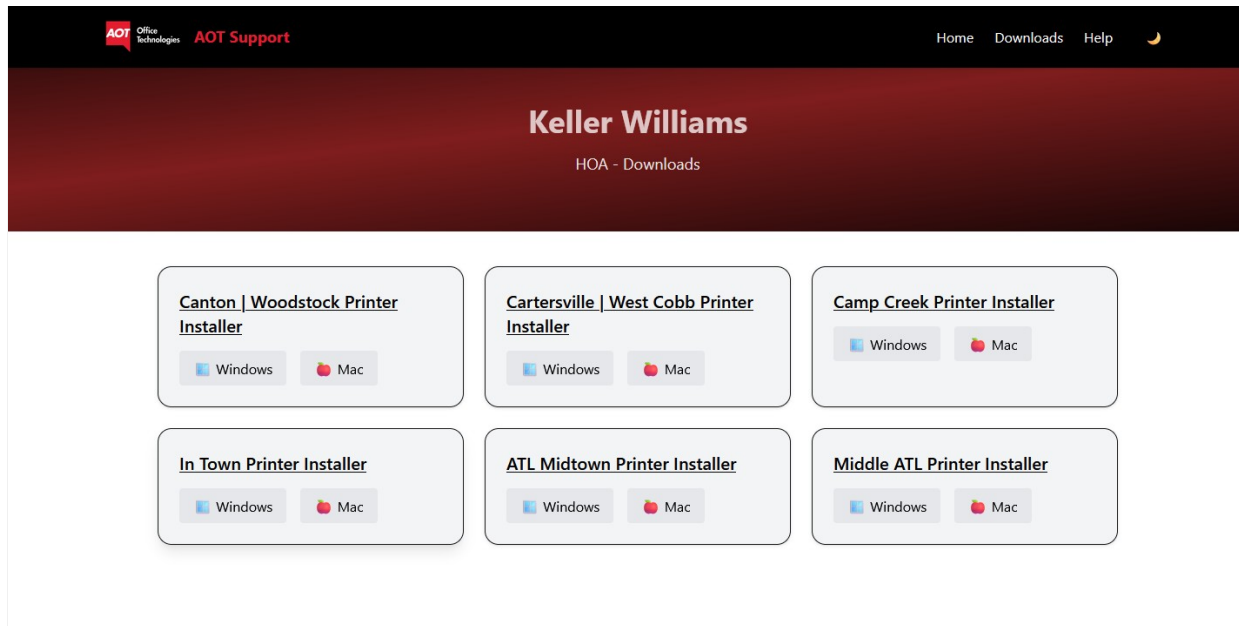 AOT Office Technologies AOT Support Home Downloads Help
Keller Williams
HOA - Downloads
Canton | Woodstock Printer
Installer
Windows Mac
Cartersville | West Cobb Printer
Installer
Windows Mac
Camp Creek Printer Installer
Windows Mac
In Town Printer Installer
Windows Mac
ATL Midtown Printer Installer
Windows Mac
Middle ATL Printer Installer
Windows Mac